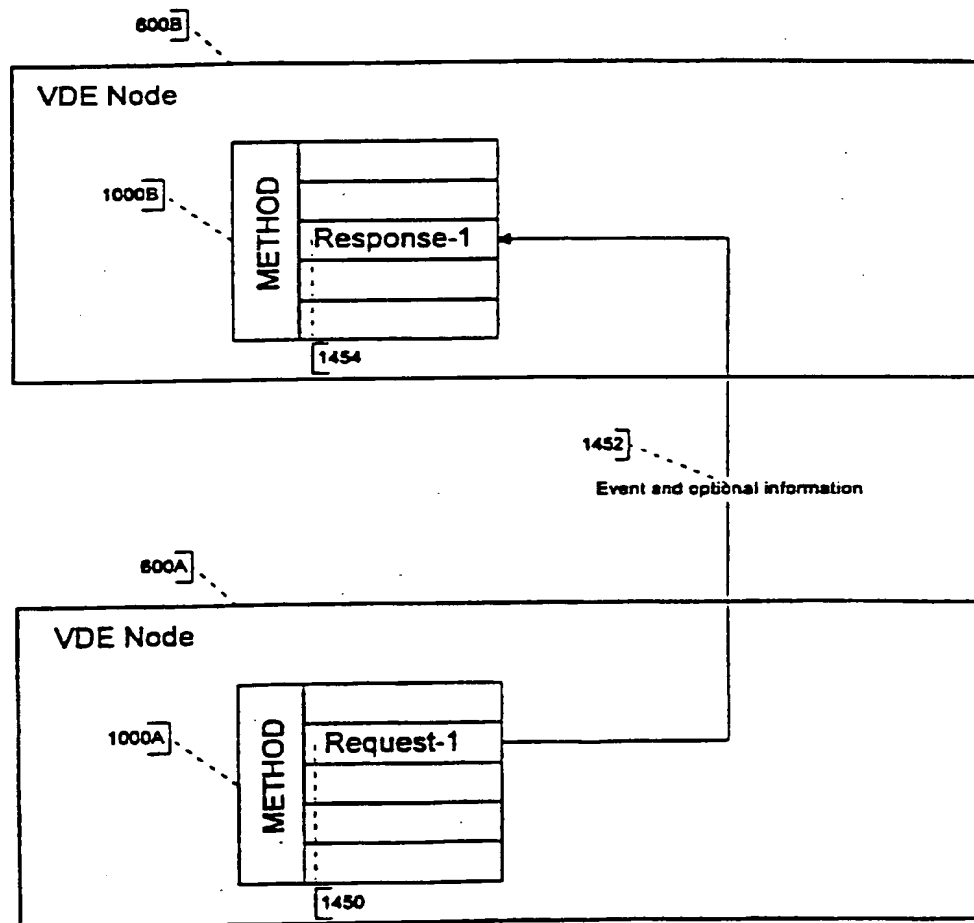 600B
VDE Node
1000B
METHOD
Response-1
1454
1452
Event and optional information
600A
VDE Node
1000A
METHOD
Request-1
1450